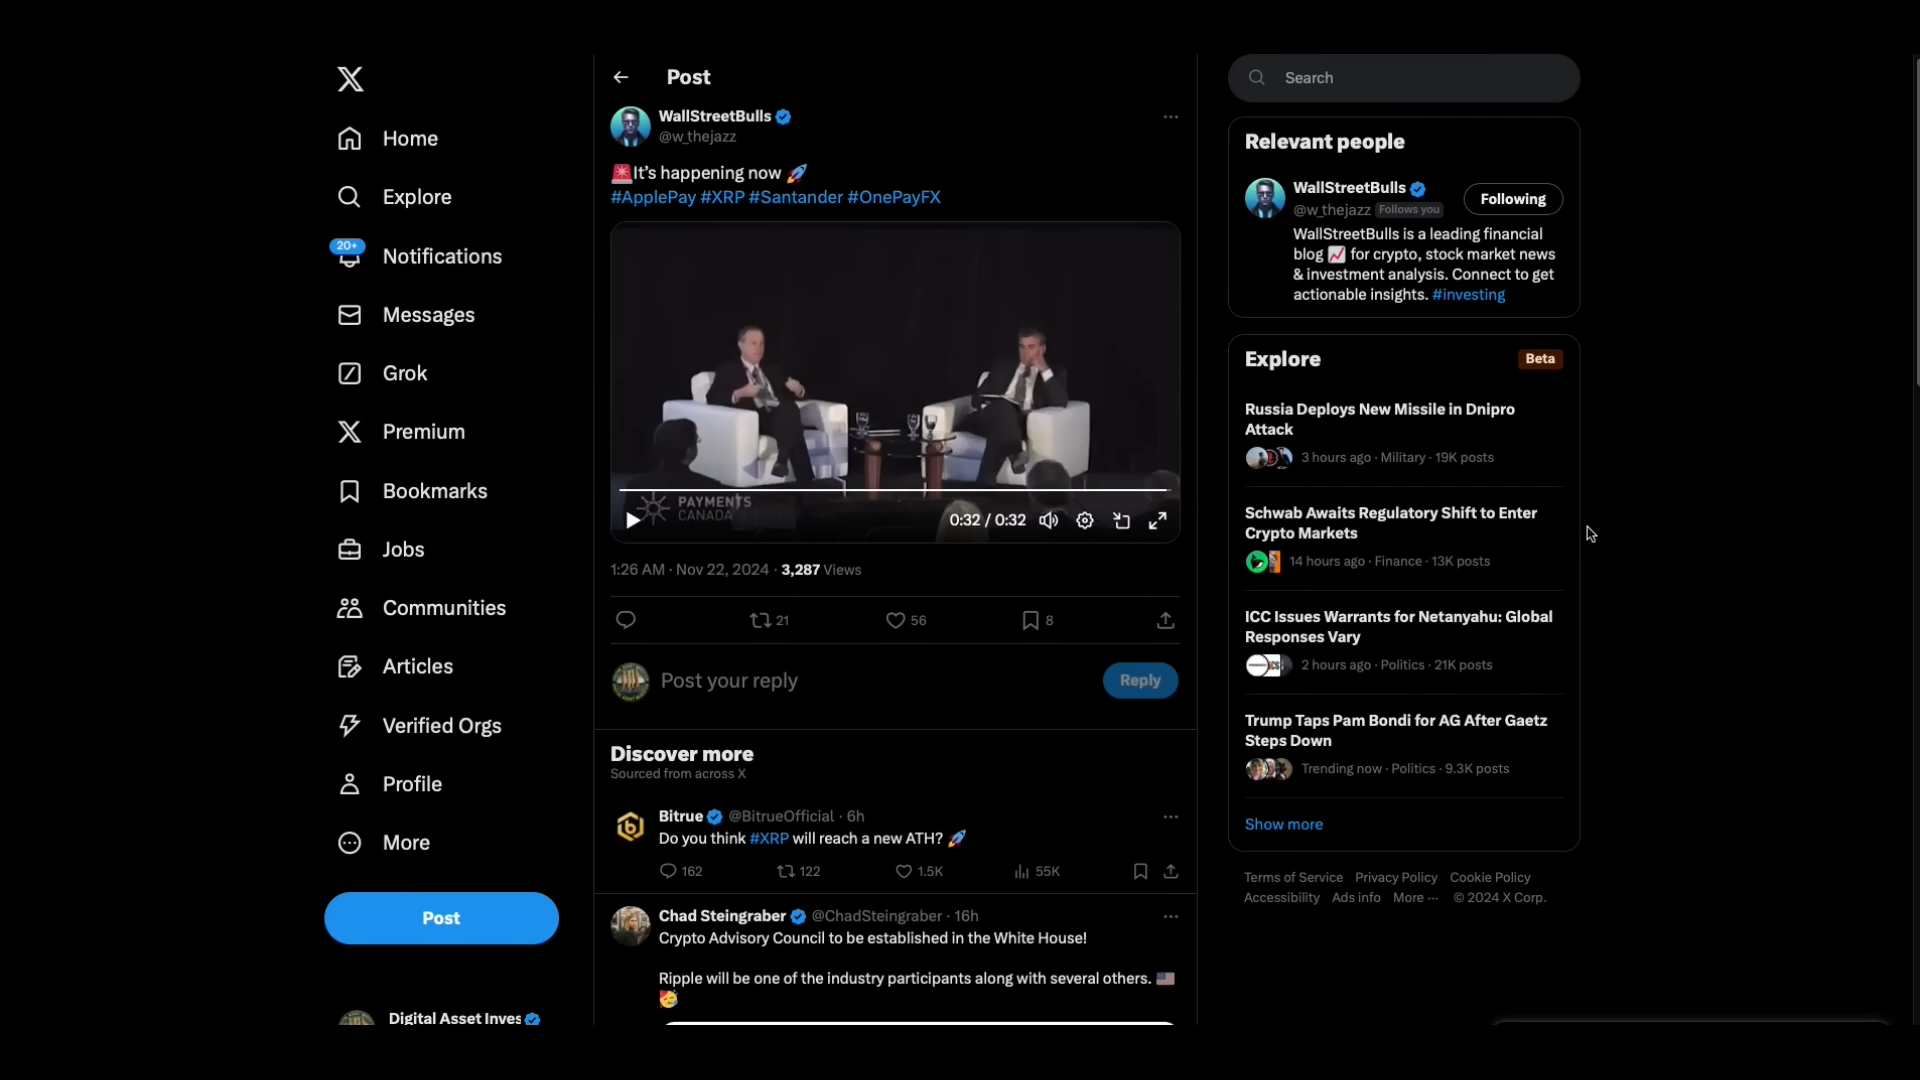 Home
Explore
20+
Notifications
Messages
Grok
Premium
Bookmarks
Jobs
Communities
Articles
Verified Orgs
Profile
More
Post
Digital Asset Inves
Post
WallStreetBulls
@w_thejazz
🚨It's happening now 🚀
#ApplePay #XRP #Santander #OnePayFX
PAYMENTS
CANADA
0:32 / 0:32
1:26 AM · Nov 22, 2024 · 3,287 Views
21 56 8
Post your reply
Reply
Discover more
Sourced from across X
Bitrue @BitrueOfficial · 6h
Do you think #XRP will reach a new ATH? 🚀
162 122 1.5K 55K
Chad Steingraber @ChadSteingraber · 16h
Crypto Advisory Council to be established in the White House!
Ripple will be one of the industry participants along with several others. 🇺🇸
🥳
Search
Relevant people
WallStreetBulls
@w_thejazz Follows you
Following
WallStreetBulls is a leading financial
blog 📈 for crypto, stock market news
& investment analysis. Connect to get
actionable insights. #investing
Explore
Beta
Russia Deploys New Missile in Dnipro
Attack
3 hours ago · Military · 19K posts
Schwab Awaits Regulatory Shift to Enter
Crypto Markets
14 hours ago · Finance · 13K posts
ICC Issues Warrants for Netanyahu: Global
Responses Vary
2 hours ago · Politics · 21K posts
Trump Taps Pam Bondi for AG After Gaetz
Steps Down
Trending now · Politics · 9.3K posts
Show more
Terms of Service Privacy Policy Cookie Policy
Accessibility Ads info More ··· © 2024 X Corp.